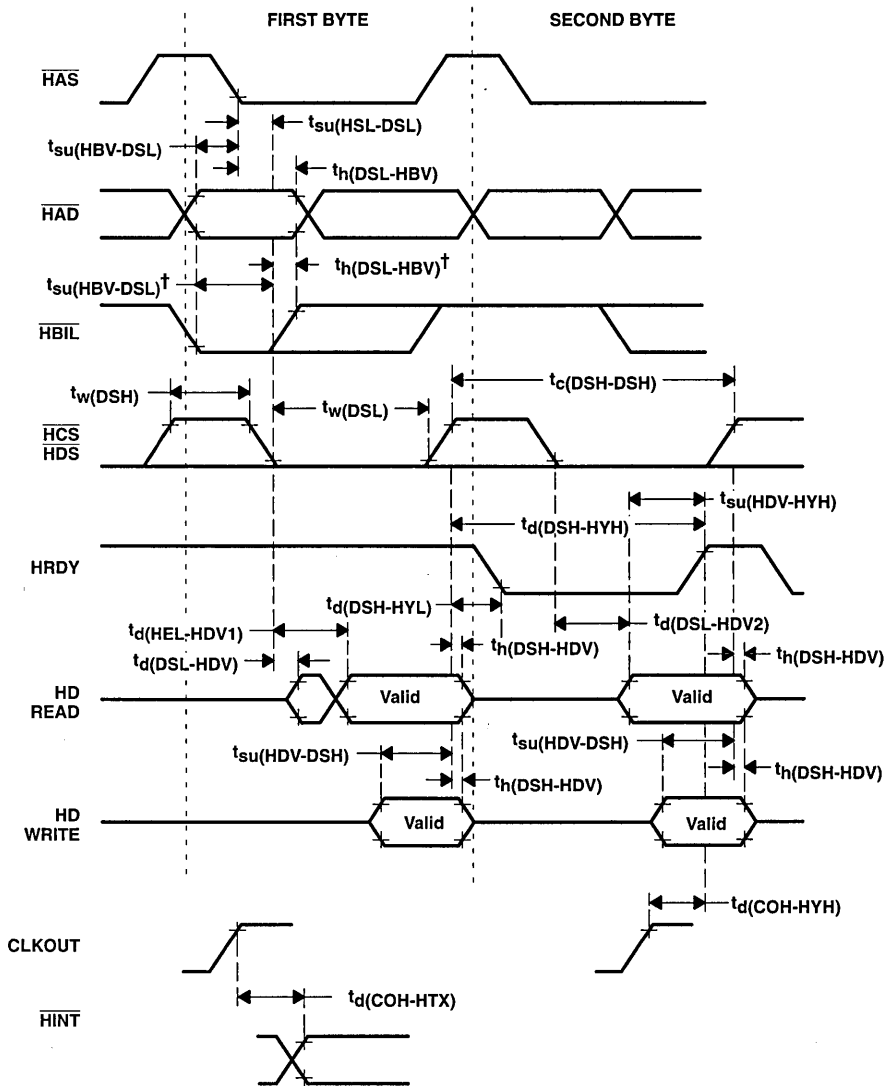 FIRST BYTE
SECOND BYTE
HAS
tsu(HSL-DSL)
tsu(HBV-DSL)
th(DSL-HBV)
HAD
th(DSL-HBV)†
tsu(HBV-DSL)†
HBIL
tw(DSH)
tc(DSH-DSH)
tw(DSL)
HCS
HDS
tsu(HDV-HYH)
td(DSH-HYH)
HRDY
td(DSH-HYL)
td(HEL-HDV1)
td(DSL-HDV2)
th(DSH-HDV)
th(DSH-HDV)
td(DSL-HDV)
HD
READ
Valid
Valid
tsu(HDV-DSH)
tsu(HDV-DSH)
th(DSH-HDV)
th(DSH-HDV)
HD
WRITE
Valid
Valid
td(COH-HYH)
CLKOUT
td(COH-HTX)
HINT